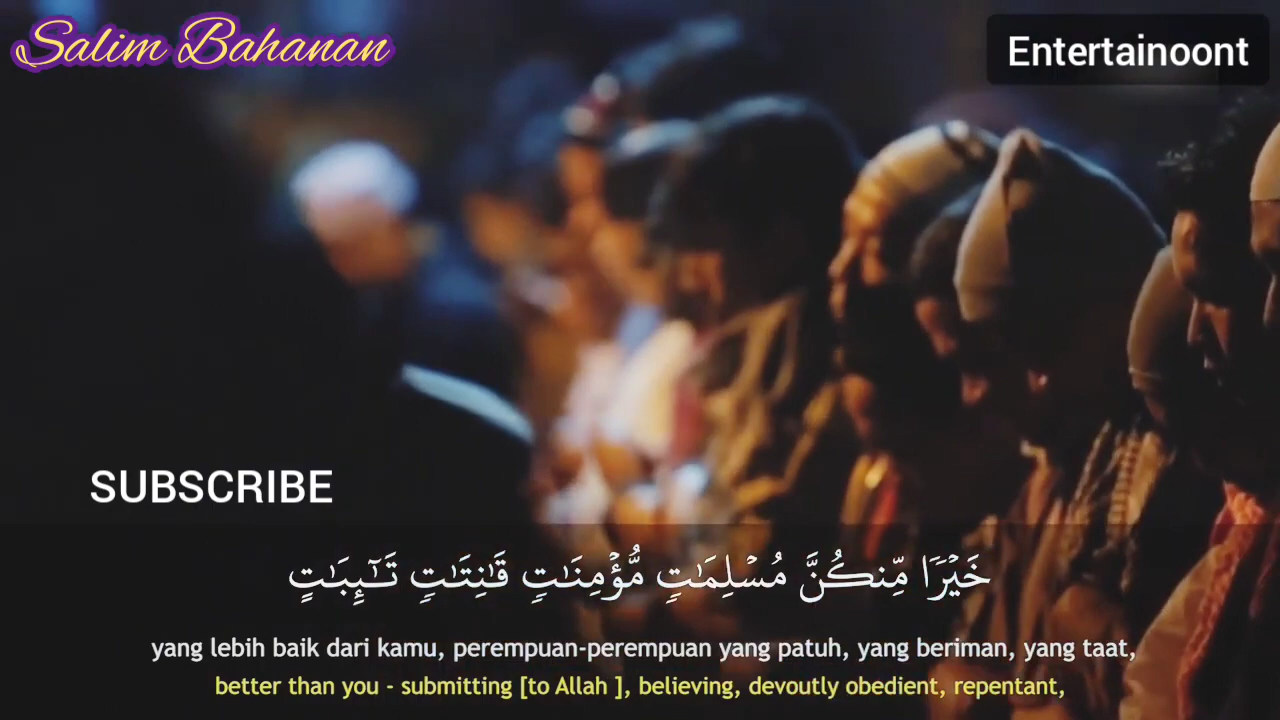 Salim Bahanan
Entertainoont
SUBSCRIBE
خَيْرًا مِّنكُنَّ مُسْلِمَٰتٍ مُّؤْمِنَٰتٍ قَٰنِتَٰتٍ تَٰٓئِبَٰتٍ
yang lebih baik dari kamu, perempuan-perempuan yang patuh, yang beriman, yang taat,
better than you - submitting [to Allah ], believing, devoutly obedient, repentant,